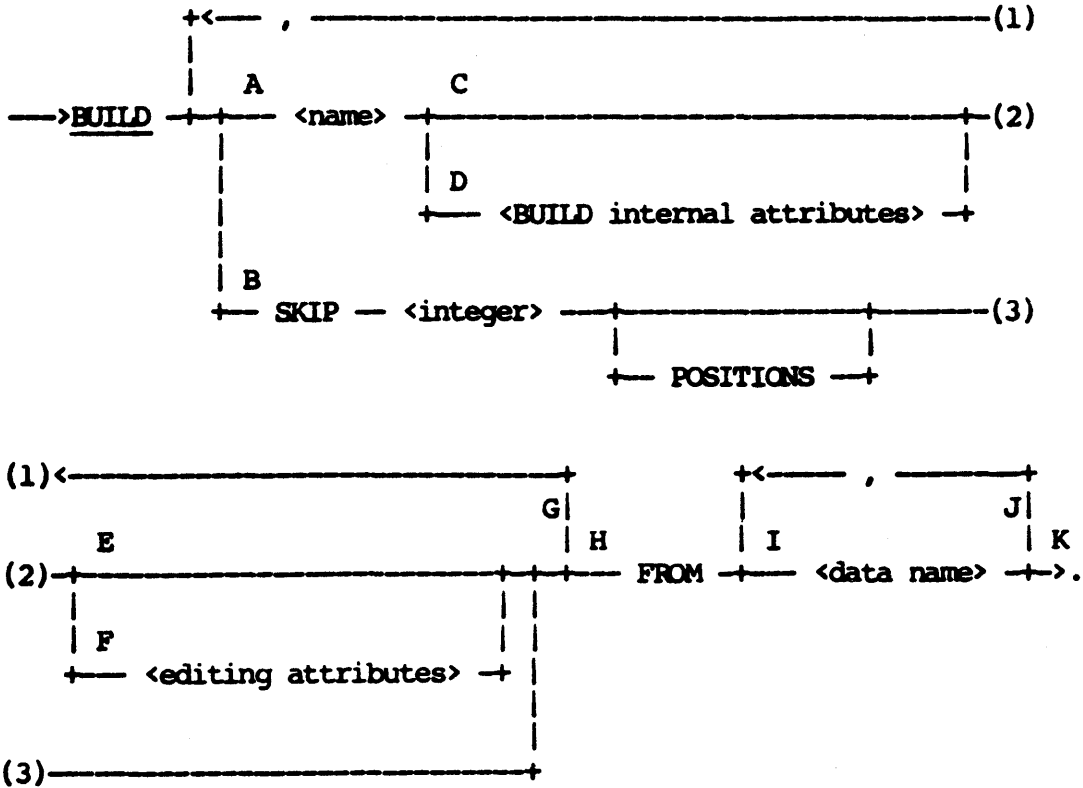 +<— , ———(1)
A C
—>BUILD —+—+— <name> —+———+—(2)
D
+— <BUILD internal attributes> —+
B
+— SKIP — <integer> —+———+———(3)
+— POSITIONS —+
(1)<———+ +<— , ———+
G J
E H I K
(2)—+———+—+—+— FROM —+— <data name> —+—>.
F
+— <editing attributes> —+
(3)———+